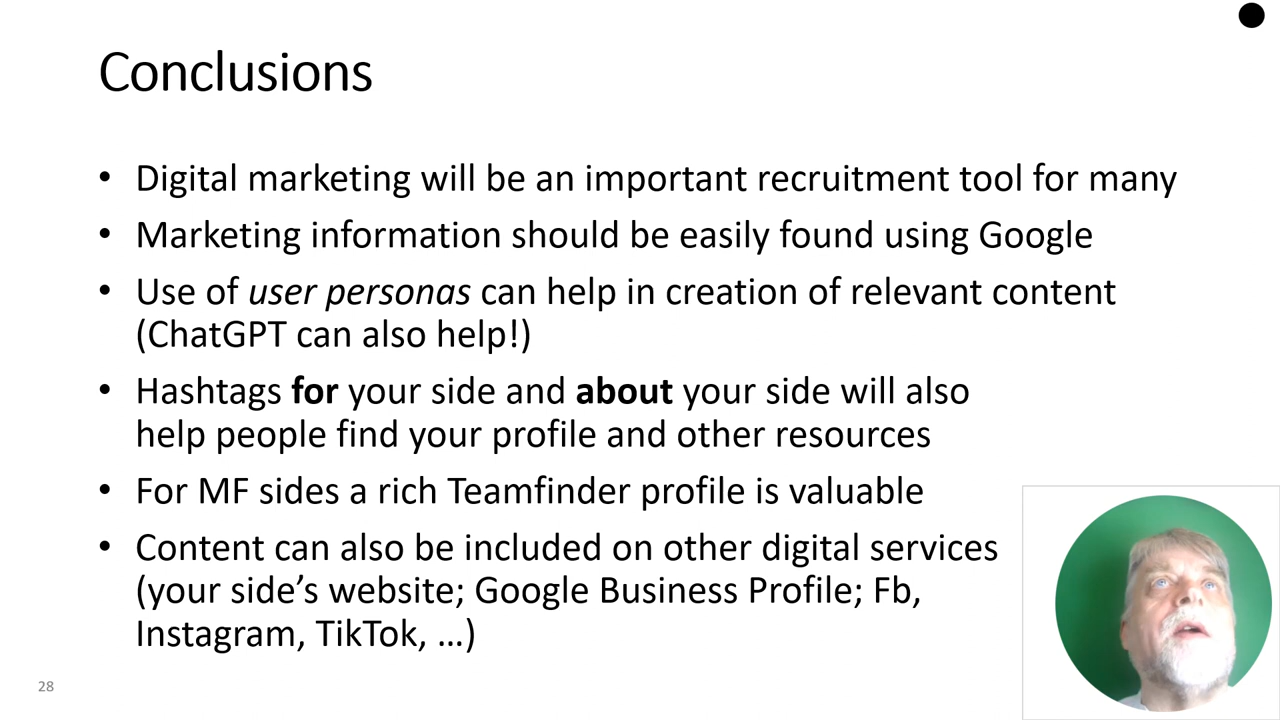 Conclusions
• Digital marketing will be an important recruitment tool for many
• Marketing information should be easily found using Google
• Use of user personas can help in creation of relevant content
(ChatGPT can also help!)
• Hashtags for your side and about your side will also
help people find your profile and other resources
• For MF sides a rich Teamfinder profile is valuable
• Content can also be included on other digital services
(your side’s website; Google Business Profile; Fb,
Instagram, TikTok, …)
28